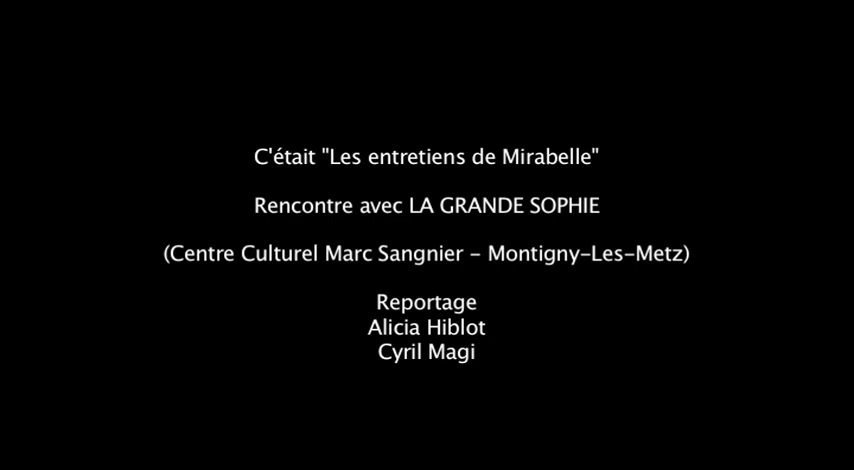 C'était "Les entretiens de Mirabelle"
Rencontre avec LA GRANDE SOPHIE
(Centre Culturel Marc Sangnier - Montigny-Les-Metz)
Reportage
Alicia Hiblot
Cyril Magi